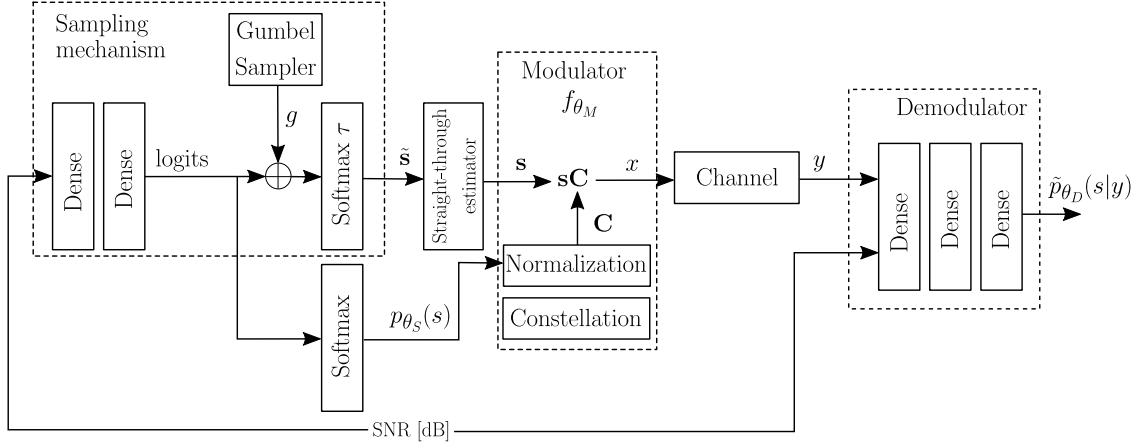 Sampling
mechanism
Gumbel
Sampler
g
Dense
Dense
logits
Softmax τ
s̃
Straight-through
estimator
s
Modulator
f_{θ_M}
sC
C
Normalization
Constellation
x
Channel
y
Demodulator
Dense
Dense
Dense
p̃_{θ_D}(s|y)
Softmax
p_{θ_S}(s)
SNR [dB]